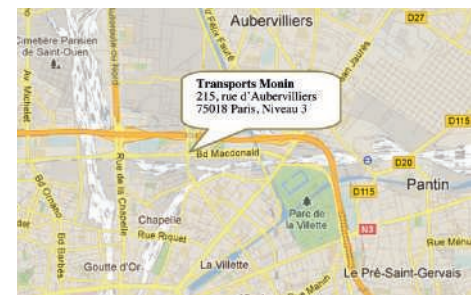 Aubervilliers
D27
Cimetière Parisien
de Saint-Ouen
Av. Michelet
Transports Monin
215, rue d'Aubervilliers
75018 Paris, Niveau 3
D115
Bd Macdonald
D20
D115
Pantin
Rue de la Chapelle
Bd Ornano
Bd Barbès
Chapelle
Rue Riquet
Parc de
la Villette
N3
Goutte d'Or
La Villette
Le Pré-Saint-Gervais